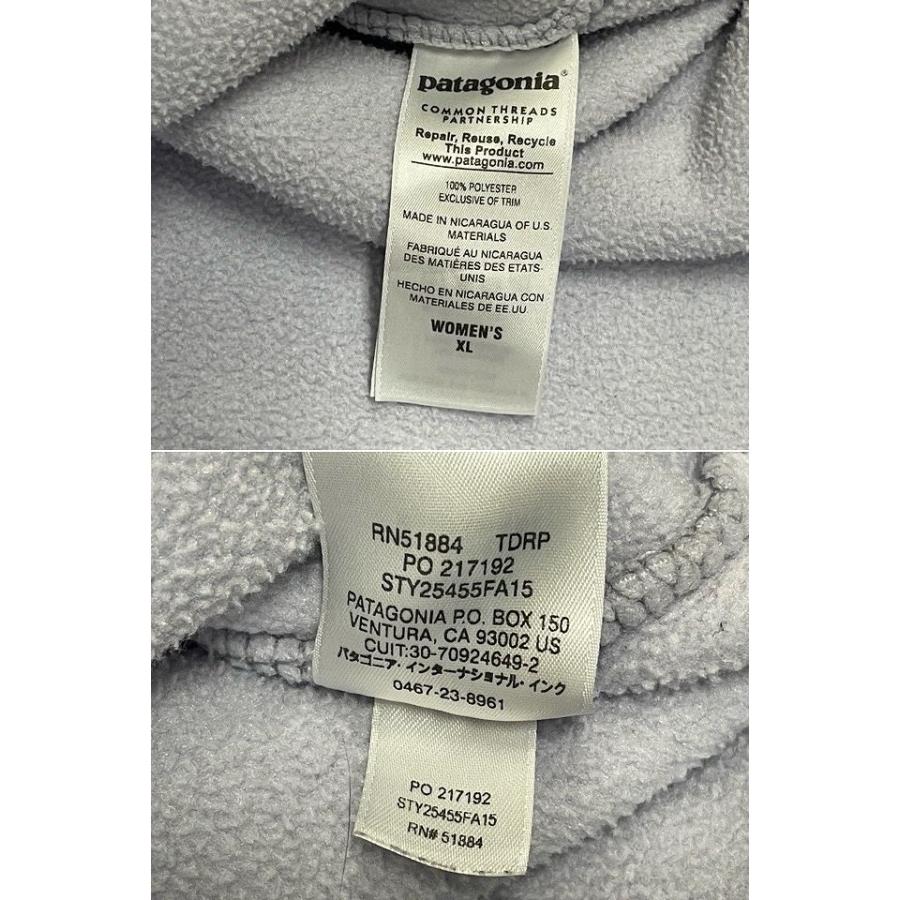 patagonia®
COMMON THREADS
PARTNERSHIP
Repair, Reuse, Recycle
This Product
www.patagonia.com
100% POLYESTER
EXCLUSIVE OF TRIM
MADE IN NICARAGUA OF U.S.
MATERIALS
FABRIQUÉ AU NICARAGUA
DES MATIÈRES DES ETATS-
UNIS
HECHO EN NICARAGUA CON
MATERIALES DE EE.UU.
WOMEN'S
XL
RN51884 TDRP
PO 217192
STY25455FA15
PATAGONIA P.O. BOX 150
VENTURA, CA 93002 US
CUIT:30-70924649-2
パタゴニア・インターナショナル・インク
0467-23-8961
PO 217192
STY25455FA15
RN# 51884